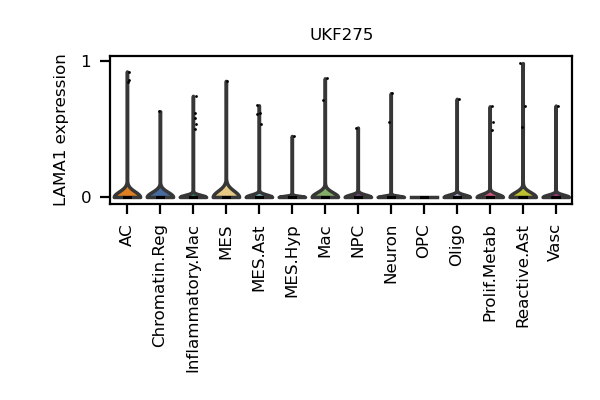 UKF275
LAMA1 expression
1
0
AC
Chromatin.Reg
Inflammatory.Mac
MES
MES.Ast
MES.Hyp
Mac
NPC
Neuron
OPC
Oligo
Prolif.Metab
Reactive.Ast
Vasc